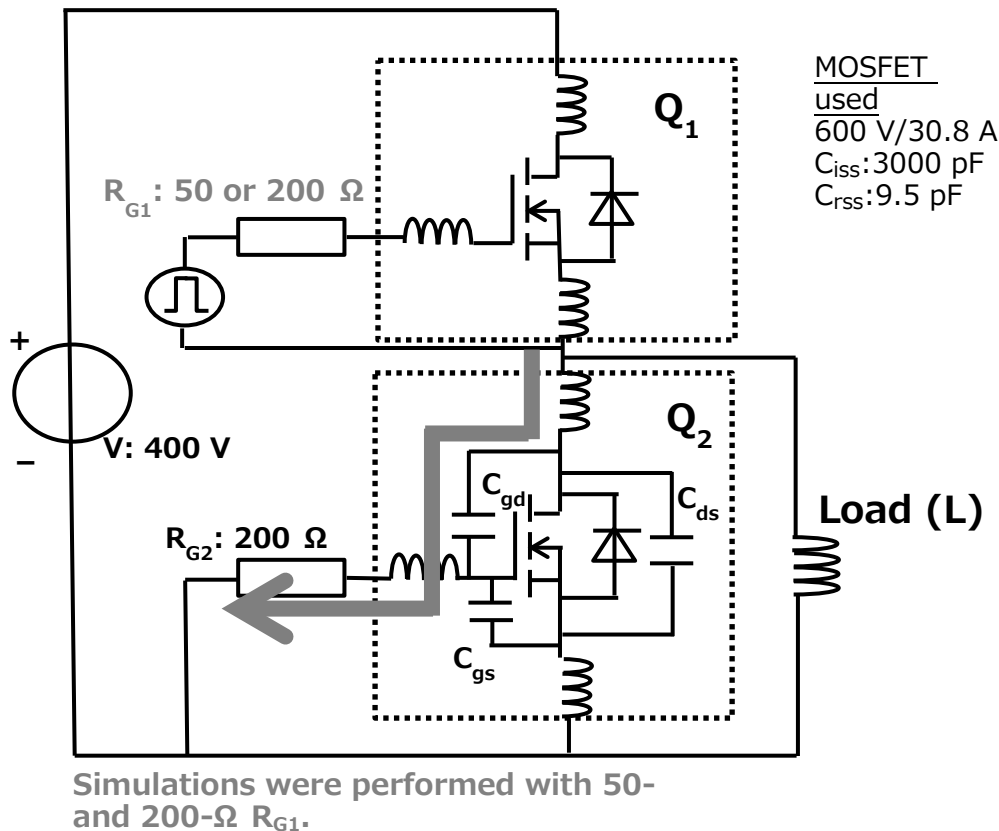 MOSFET
used
600 V/30.8 A
Ciss:3000 pF
Crss:9.5 pF
Q1
RG1: 50 or 200 Ω
+
V: 400 V
−
Q2
Cgd
Cds
Load (L)
RG2: 200 Ω
Cgs
Simulations were performed with 50-
and 200-Ω RG1.